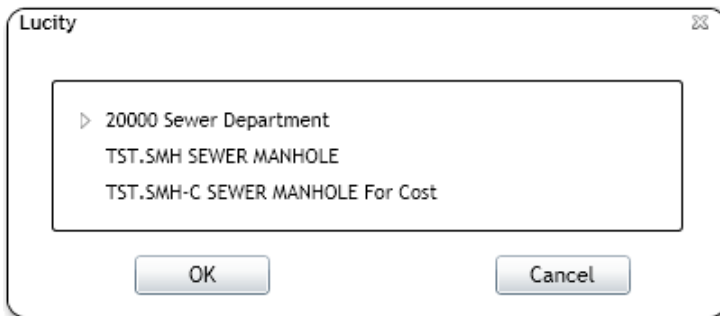 Lucity
20000 Sewer Department
TST.SMH SEWER MANHOLE
TST.SMH-C SEWER MANHOLE For Cost
OK Cancel